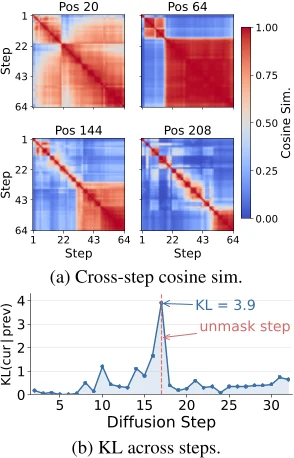 Pos 20
Pos 64
1
22
43
64
Step
1.00
0.75
0.50
0.25
0.00
Cosine Sim.
Pos 144
Pos 208
1
22
43
64
Step
1 22 43 64
Step
1 22 43 64
Step
(a) Cross-step cosine sim.
KL(cur|prev)
4
3
2
1
0
KL = 3.9
unmask step
5 10 15 20 25 30
Diffusion Step
(b) KL across steps.